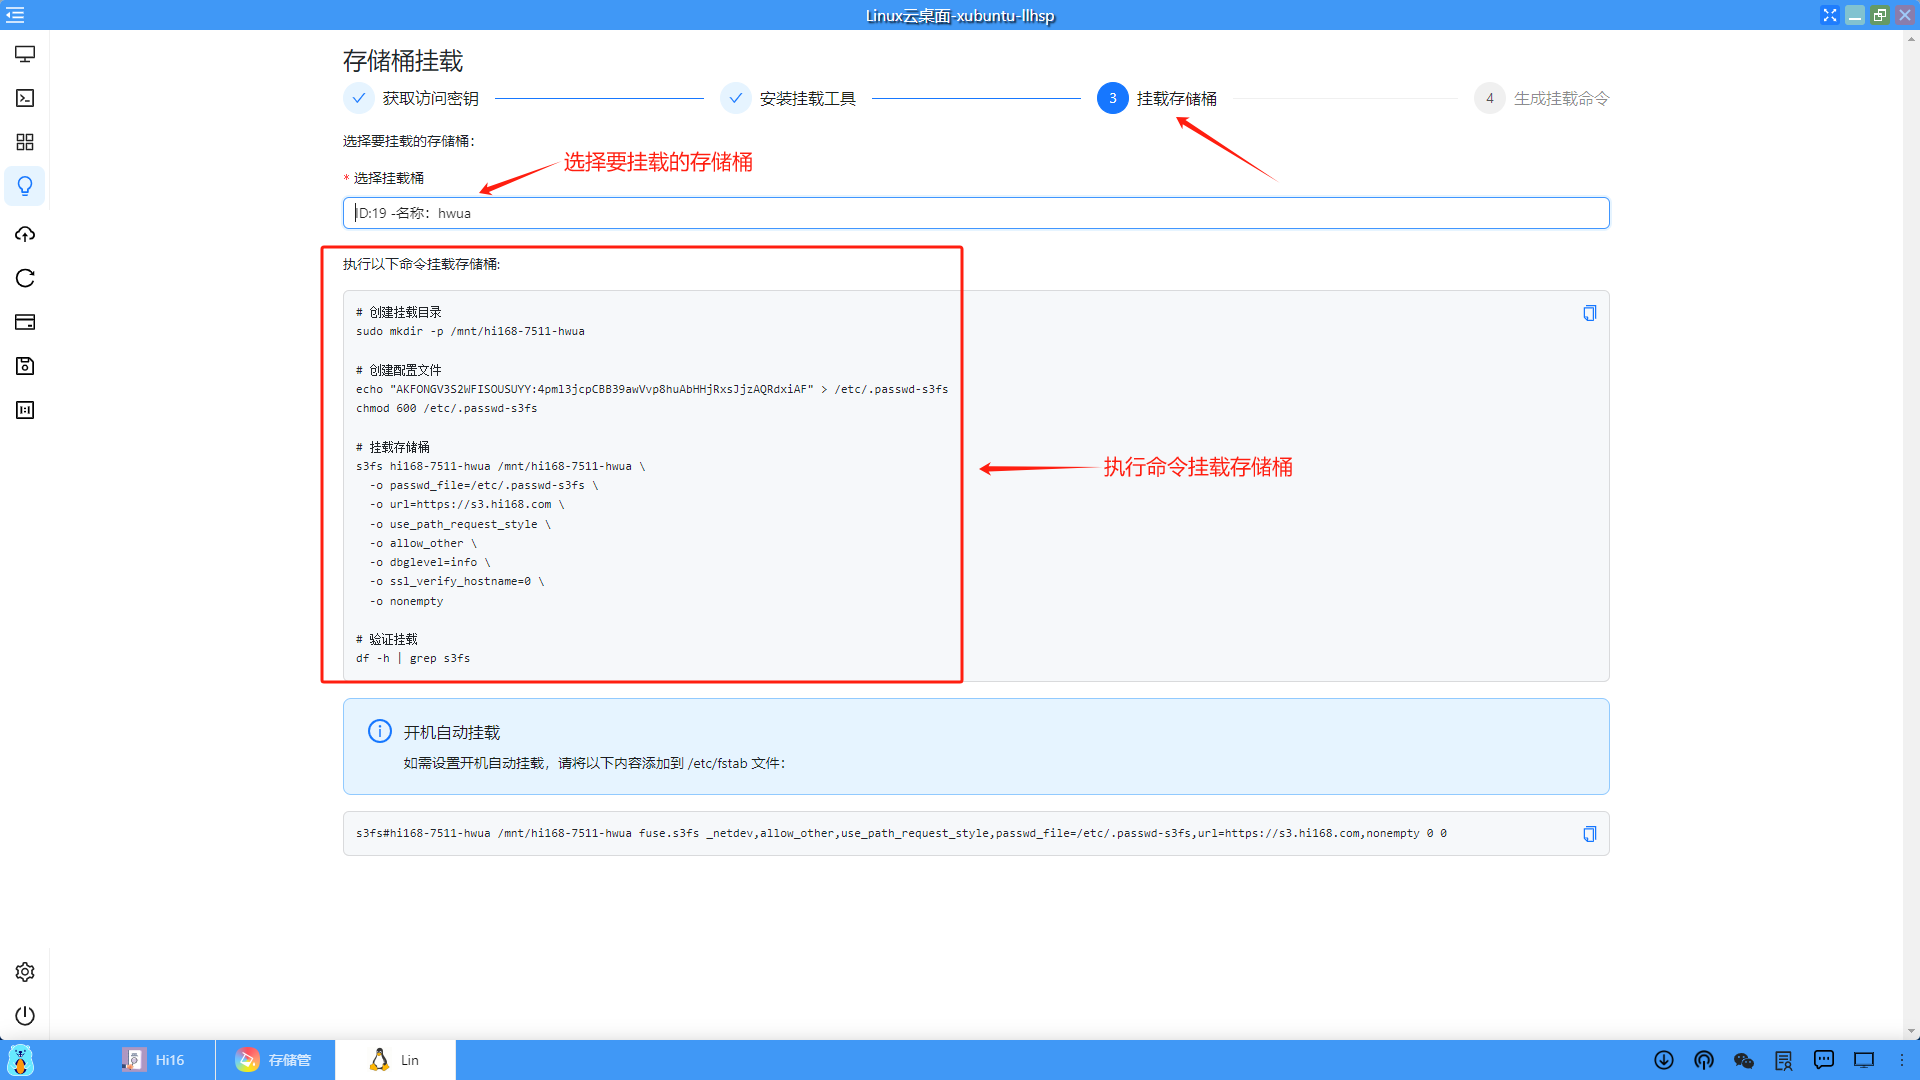 Linux云桌面-xubuntu-llhsp
存储桶挂载
获取访问密钥
安装挂载工具
3 挂载存储桶
4 生成挂载命令
选择要挂载的存储桶：
选择要挂载的存储桶
* 选择挂载桶
ID:19 -名称：hwua
执行以下命令挂载存储桶:
# 创建挂载目录
sudo mkdir -p /mnt/hi168-7511-hwua
# 创建配置文件
echo "AKFONGV3S2WFISOUSUYY:4pml3jcpCBB39awVvp8huAbHHjRxsJjzAQRdxiAF" > /etc/.passwd-s3fs
chmod 600 /etc/.passwd-s3fs
# 挂载存储桶
s3fs hi168-7511-hwua /mnt/hi168-7511-hwua \
-o passwd_file=/etc/.passwd-s3fs \
-o url=https://s3.hi168.com \
-o use_path_request_style \
-o allow_other \
-o dbglevel=info \
-o ssl_verify_hostname=0 \
-o nonempty
# 验证挂载
df -h | grep s3fs
执行命令挂载存储桶
开机自动挂载
如需设置开机自动挂载，请将以下内容添加到 /etc/fstab 文件：
s3fs#hi168-7511-hwua /mnt/hi168-7511-hwua fuse.s3fs _netdev,allow_other,use_path_request_style,passwd_file=/etc/.passwd-s3fs,url=https://s3.hi168.com,nonempty 0 0
Hi16
存储管
Lin